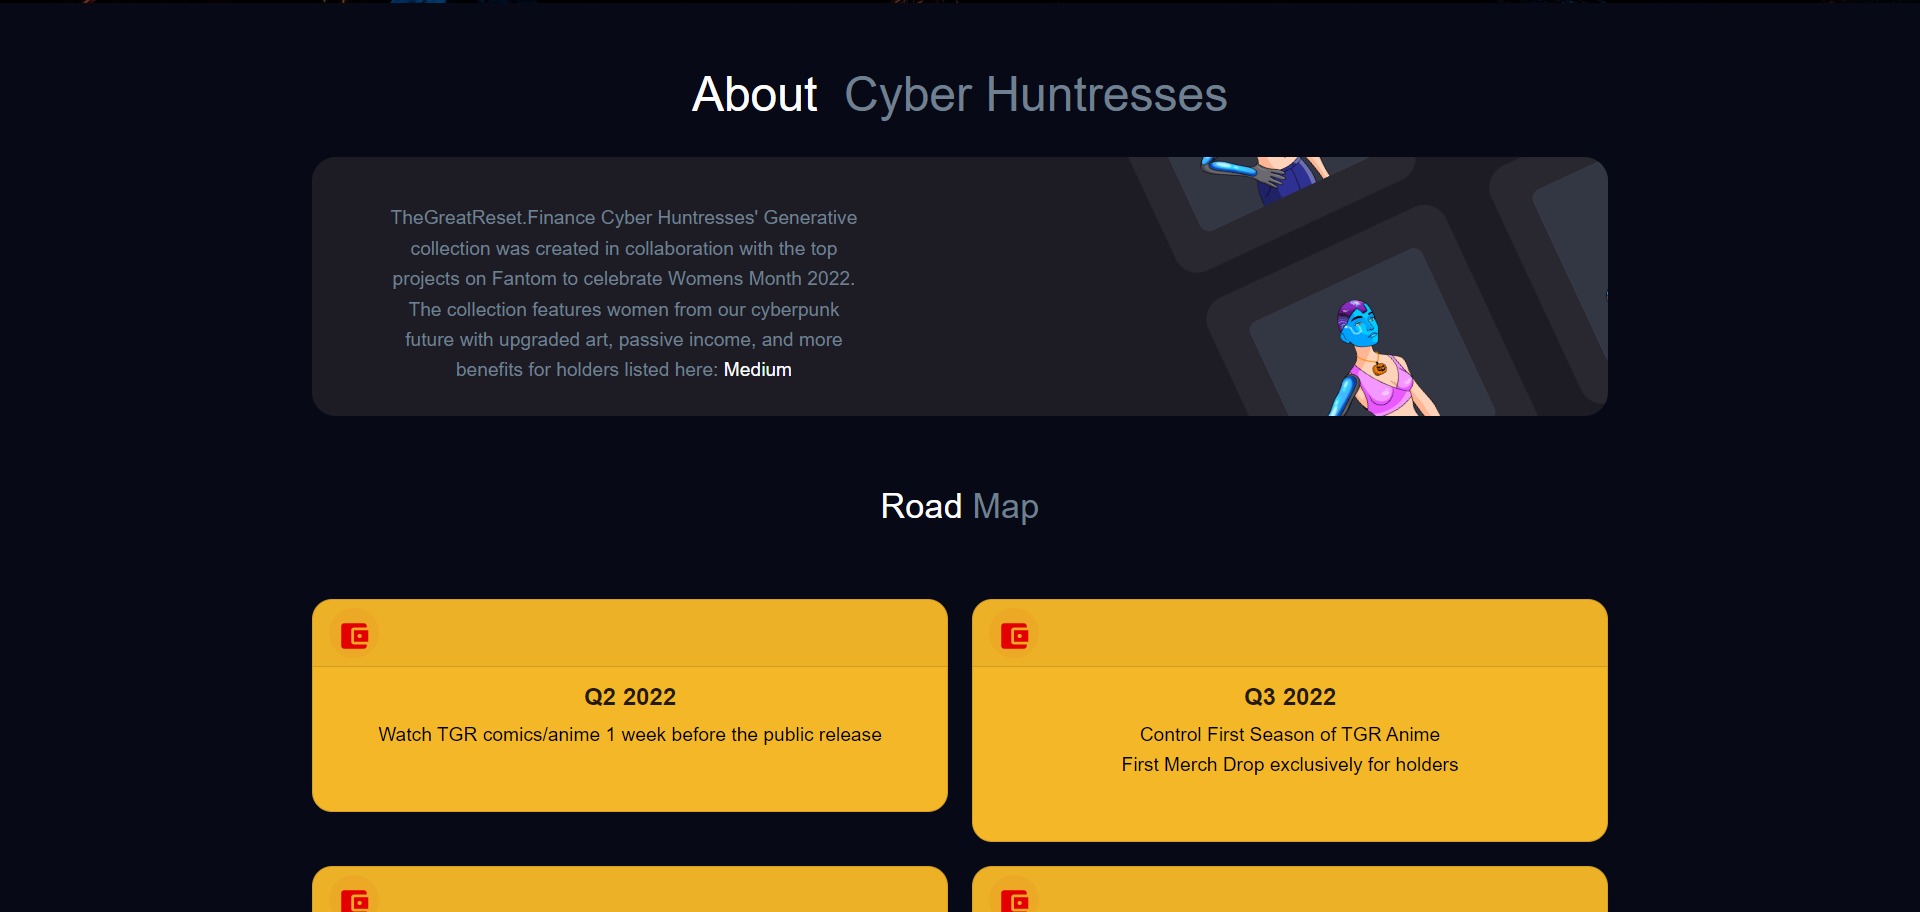 About Cyber Huntresses
TheGreatReset.Finance Cyber Huntresses' Generative
collection was created in collaboration with the top
projects on Fantom to celebrate Womens Month 2022.
The collection features women from our cyberpunk
future with upgraded art, passive income, and more
benefits for holders listed here: Medium
Road Map
Q2 2022
Watch TGR comics/anime 1 week before the public release
Q3 2022
Control First Season of TGR Anime
First Merch Drop exclusively for holders